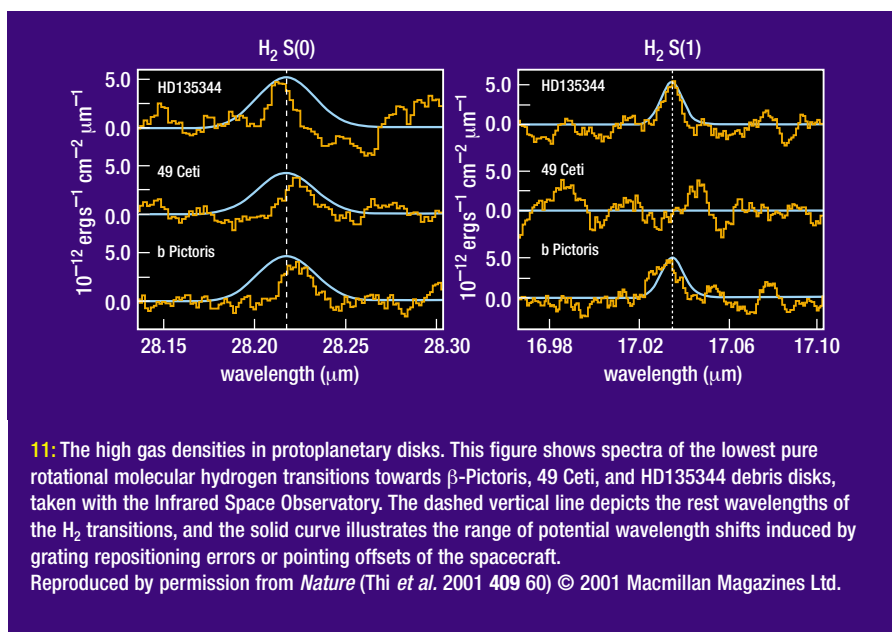 H2 S(0)
H2 S(1)
10−12 ergs−1 cm−2 μm−1
5.0
HD135344
0.0
5.0
49 Ceti
0.0
5.0
b Pictoris
0.0
28.15 28.20 28.25 28.30
wavelength (μm)
10−12 ergs−1 cm−2 μm−1
5.0
HD135344
0.0
5.0
49 Ceti
0.0
5.0
b Pictoris
0.0
16.98 17.02 17.06 17.10
wavelength (μm)
11: The high gas densities in protoplanetary disks. This figure shows spectra of the lowest pure
rotational molecular hydrogen transitions towards β-Pictoris, 49 Ceti, and HD135344 debris disks,
taken with the Infrared Space Observatory. The dashed vertical line depicts the rest wavelengths of
the H2 transitions, and the solid curve illustrates the range of potential wavelength shifts induced by
grating repositioning errors or pointing offsets of the spacecraft.
Reproduced by permission from Nature (Thi et al. 2001 409 60) © 2001 Macmillan Magazines Ltd.